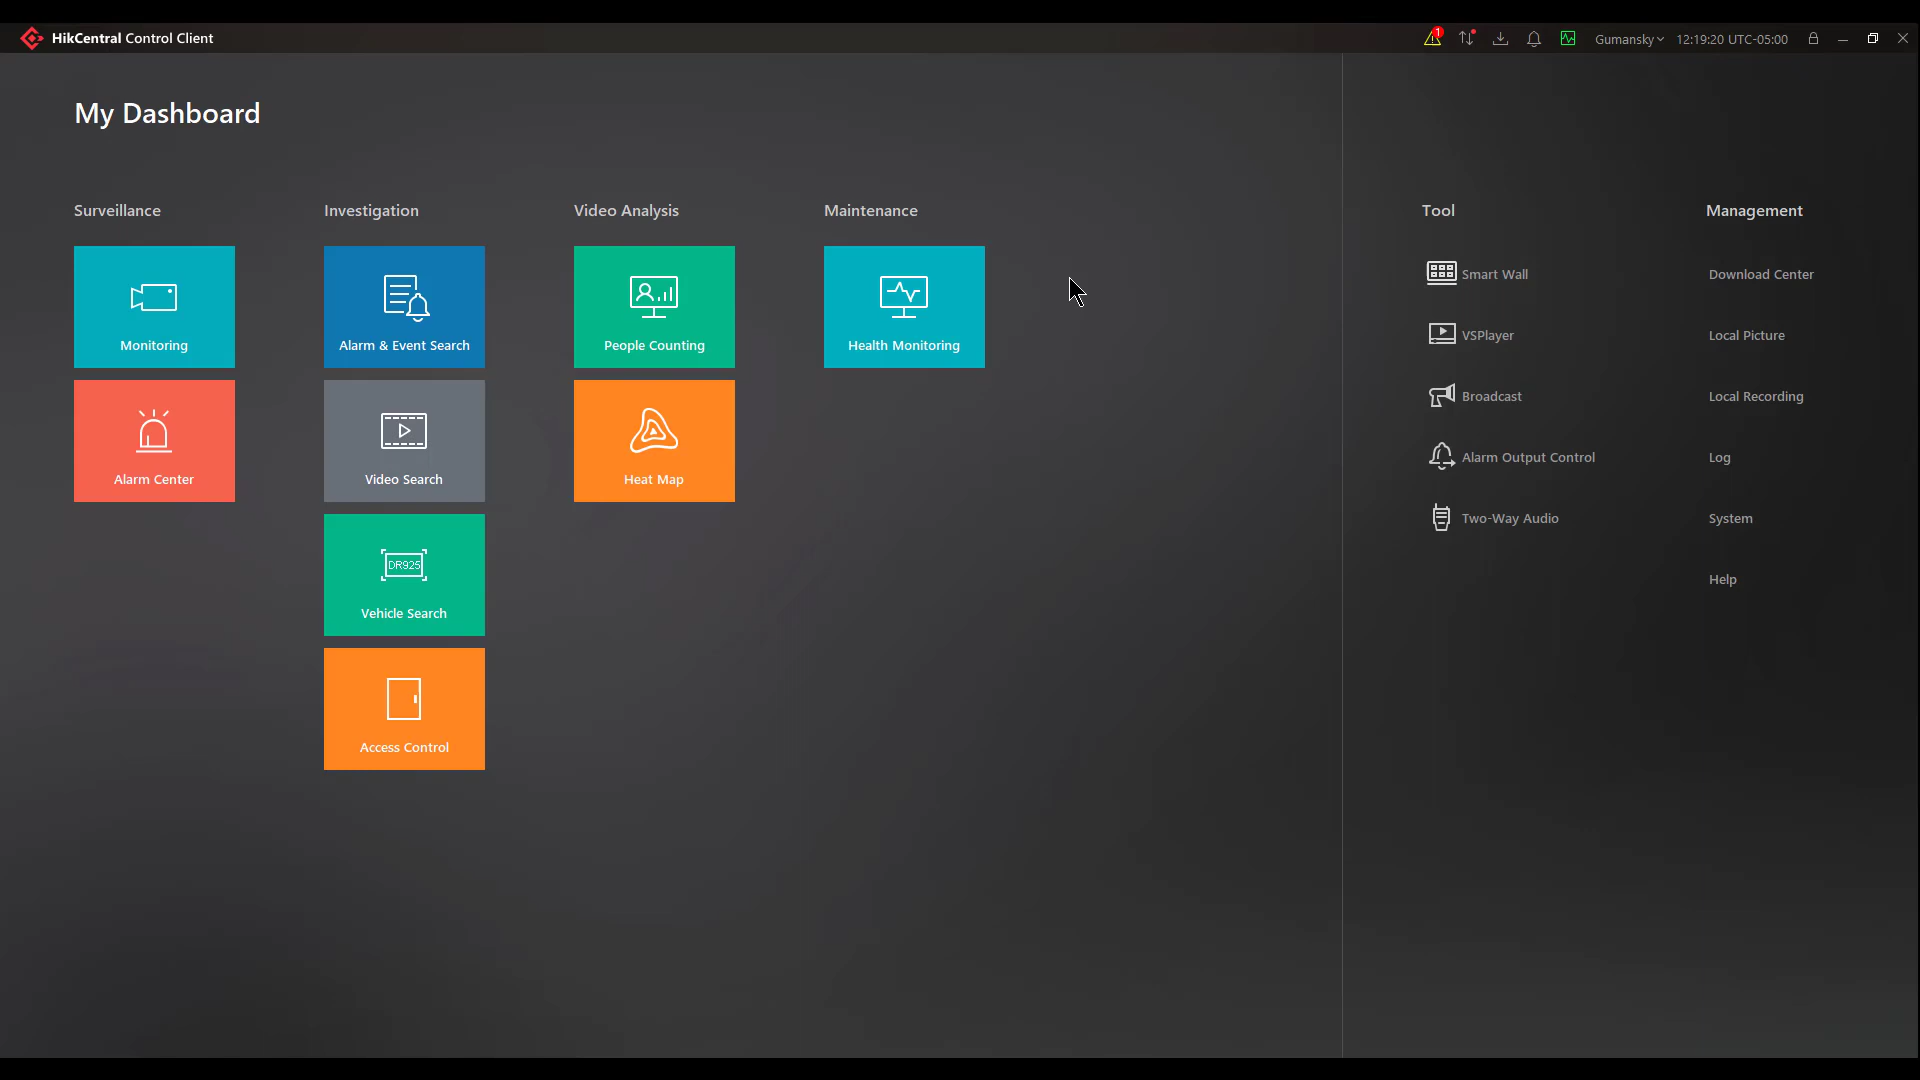 HikCentral Control Client
1
Gumansky
12:19:20 UTC-05:00
My Dashboard
Surveillance
Monitoring
Alarm Center
Investigation
Alarm & Event Search
Video Search
DR925
Vehicle Search
Access Control
Video Analysis
People Counting
Heat Map
Maintenance
Health Monitoring
Tool
Smart Wall
VSPlayer
Broadcast
Alarm Output Control
Two-Way Audio
Management
Download Center
Local Picture
Local Recording
Log
System
Help